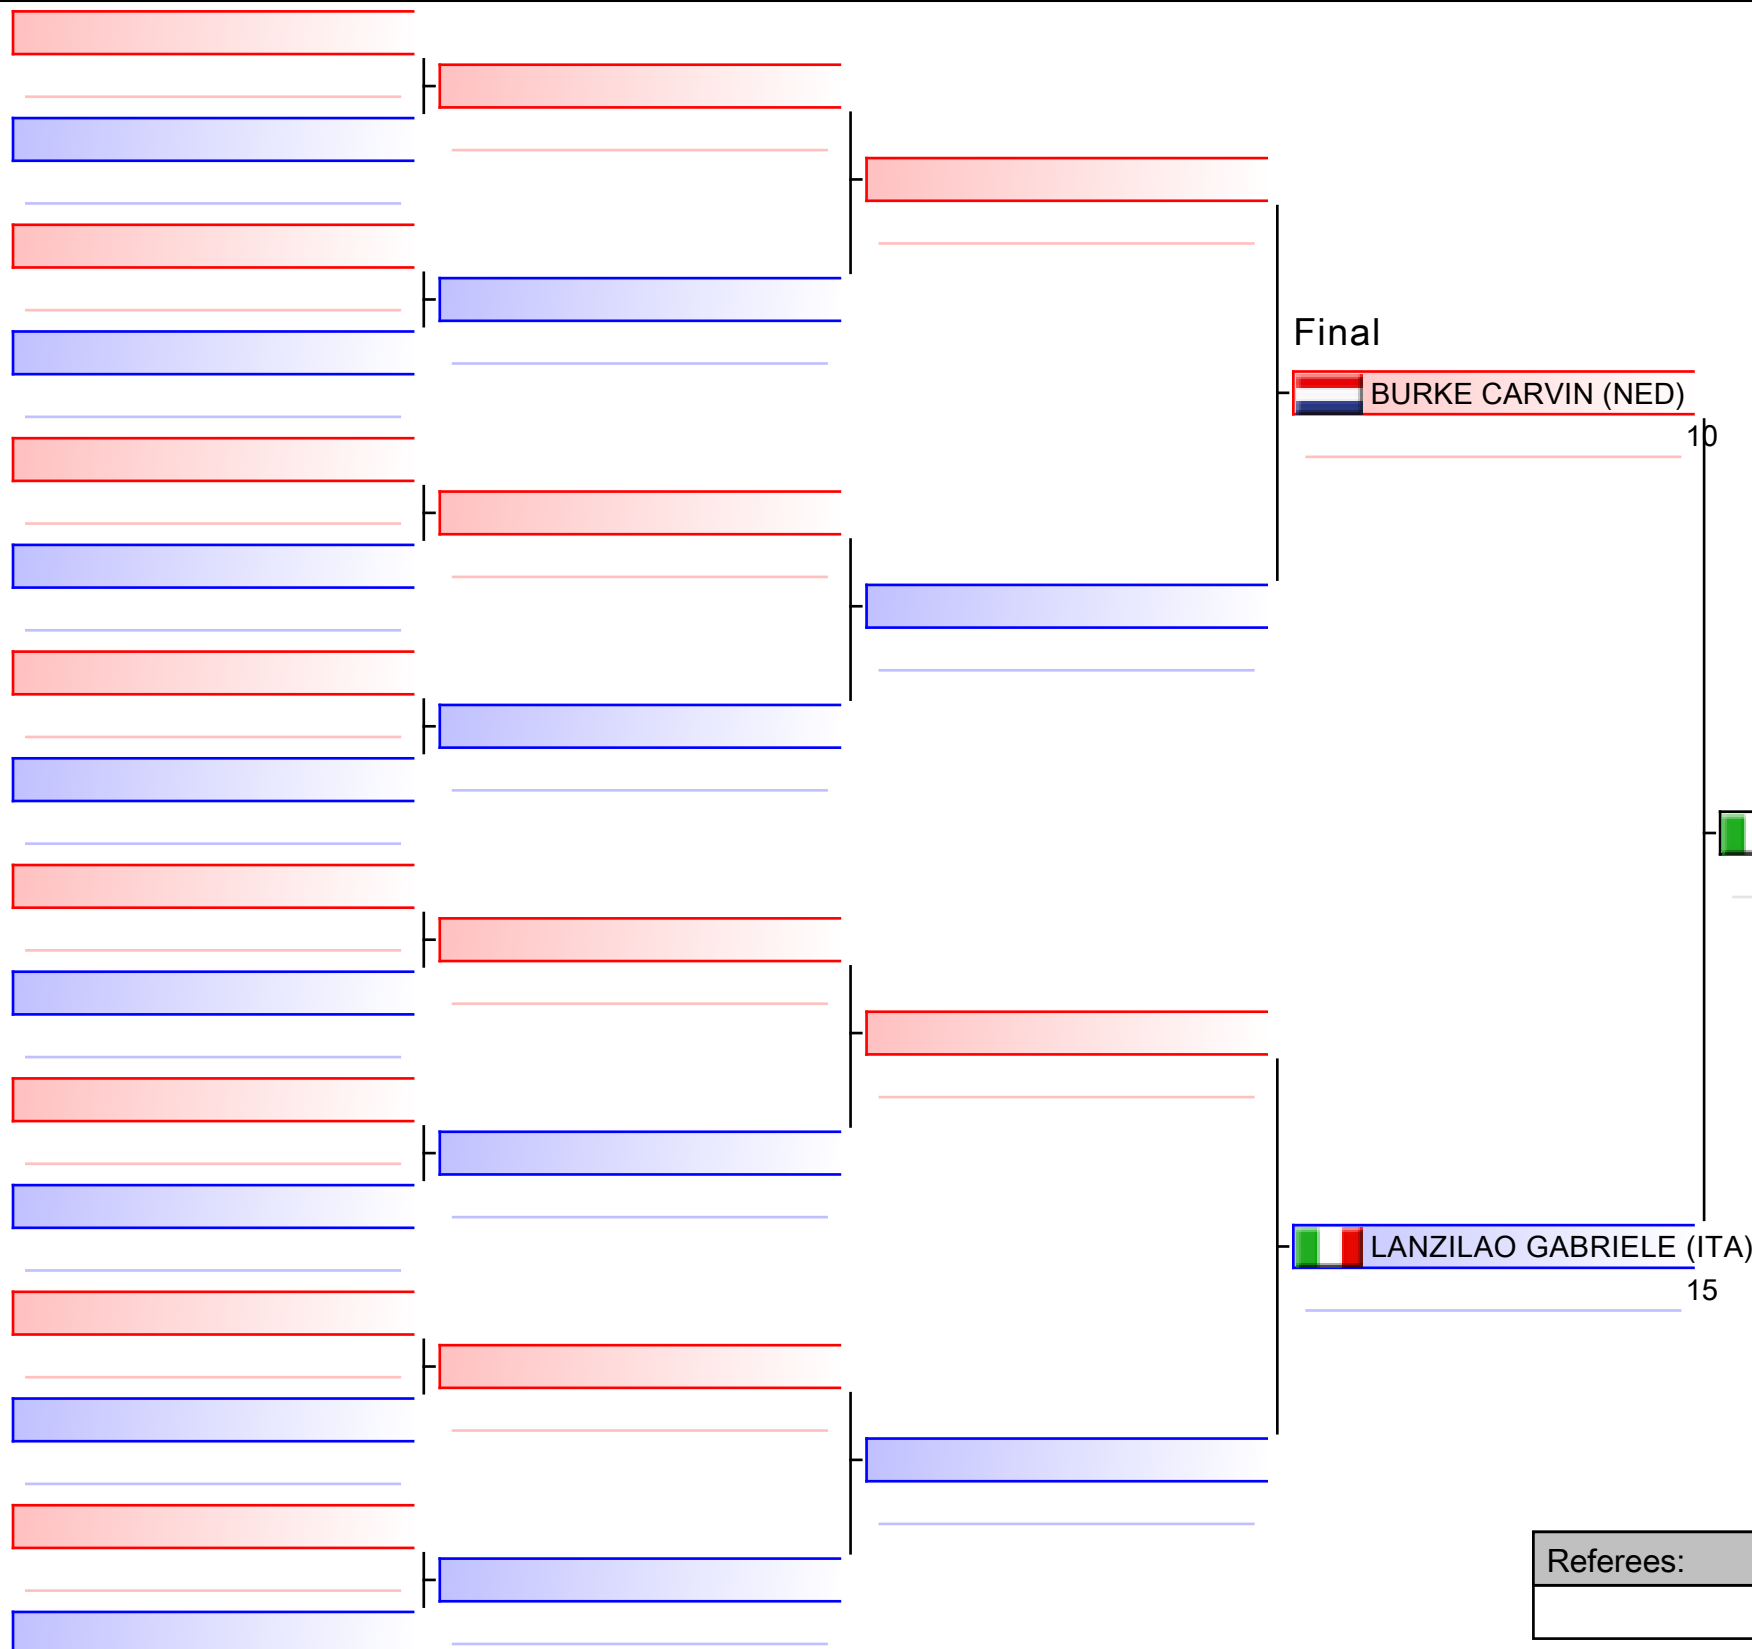 Final
BURKE CARVIN (NED)
10
LANZILAO GABRIELE (ITA)
15
Referees: